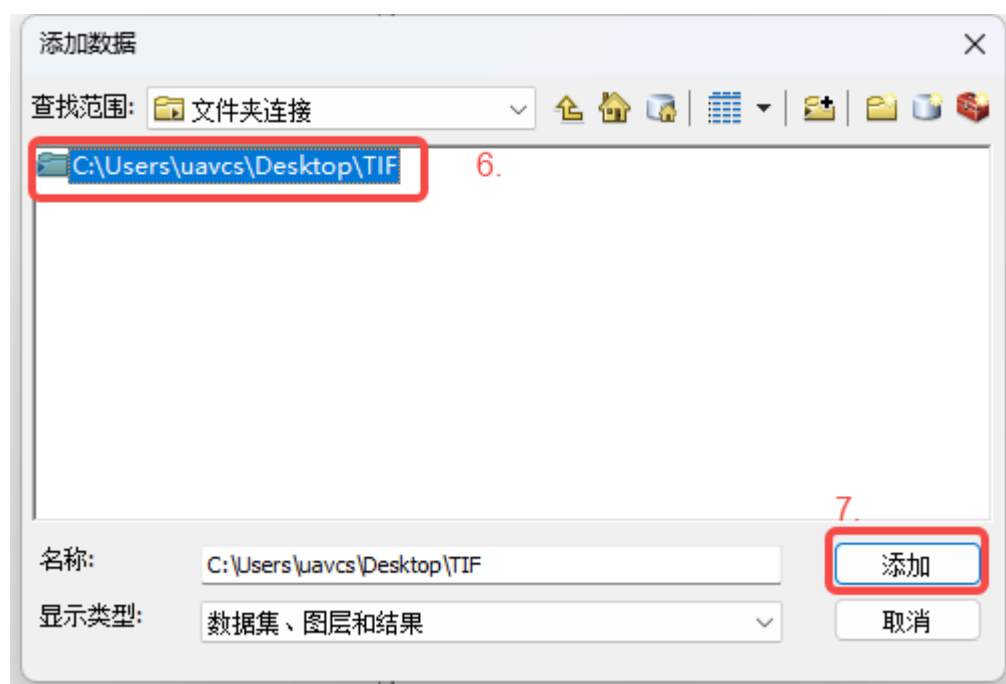 添加数据
查找范围: 文件夹连接
C:\Users\uavcs\Desktop\TIF 6.
7.
名称: C:\Users\uavcs\Desktop\TIF 添加
显示类型: 数据集、图层和结果 取消